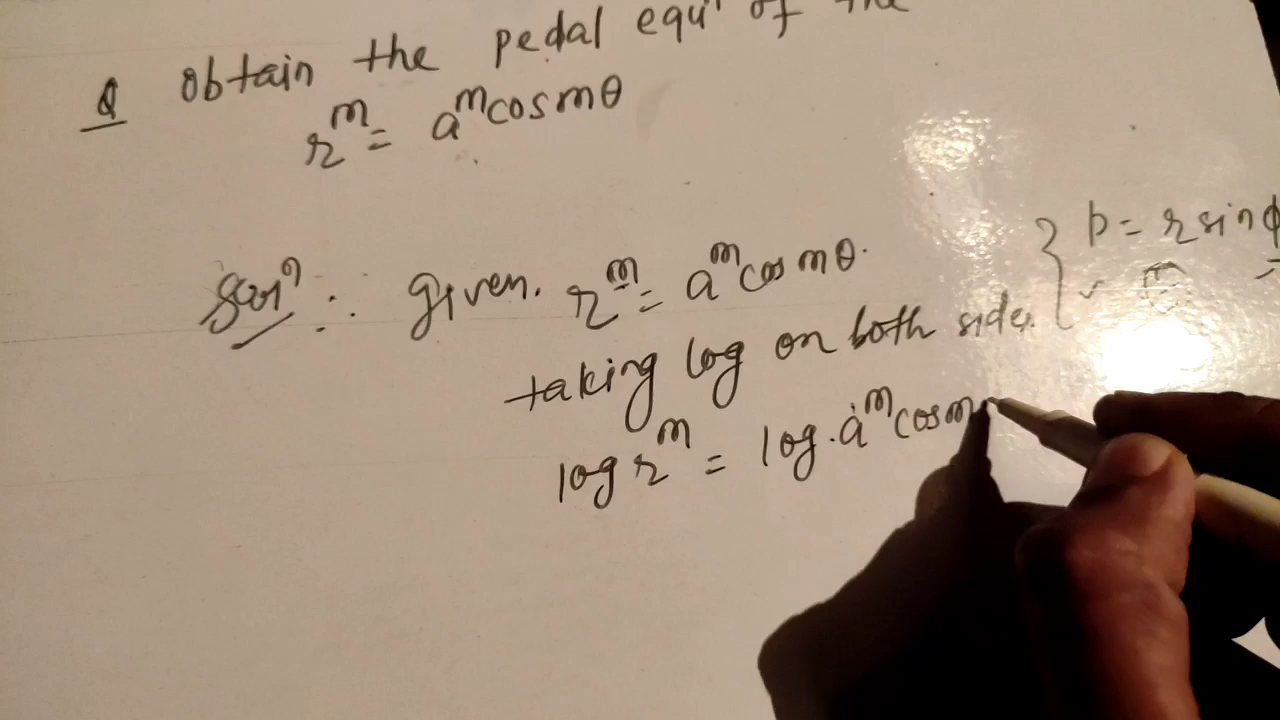 Q Obtain the pedal equⁿ of the
r^m = a^m cos mθ
Solⁿ :. given. r^m = a^m cos mθ.
p = r sin ϕ
taking log on both side.
log r^m = log. a^m cos m